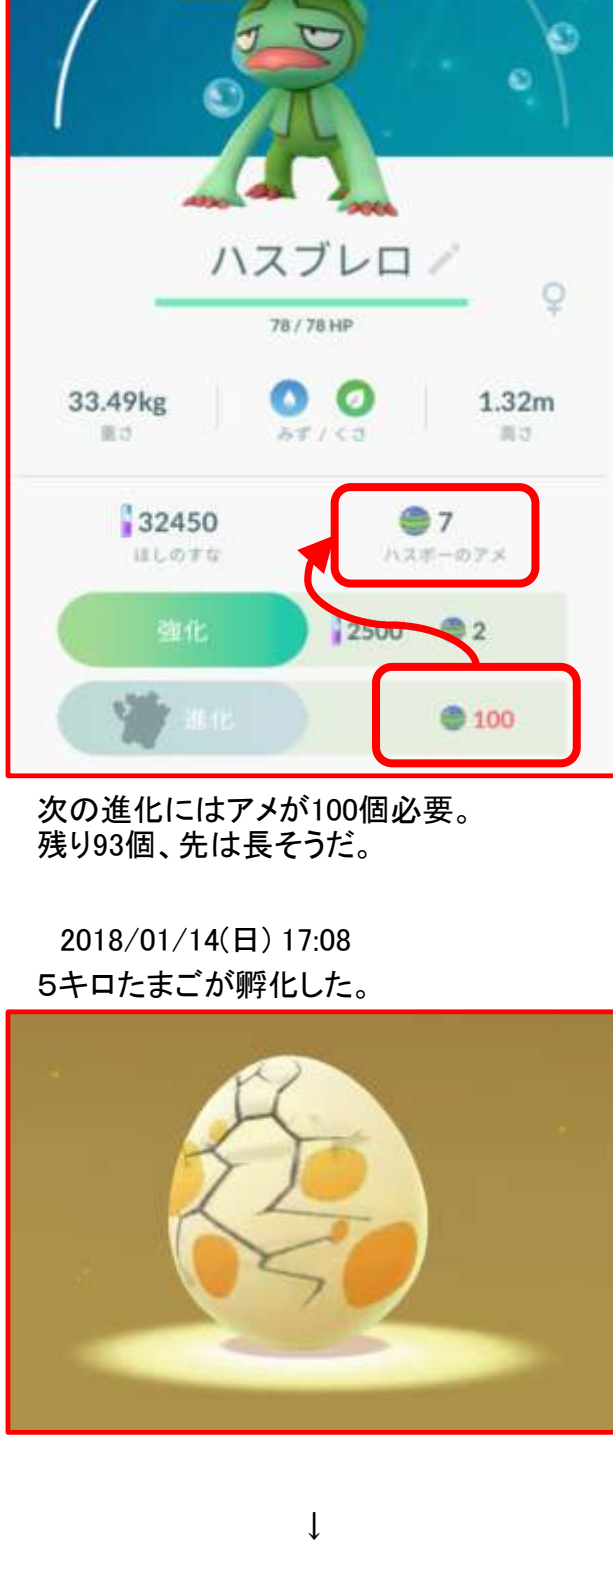 ハスブレロ
78 / 78 HP
33.49kg
重さ
みず / くさ
1.32m
高さ
32450
ほしのすな
7
ハスボーのアメ
強化
2500
2
進化
100
次の進化にはアメが100個必要。
残り93個、先は長そうだ。
2018/01/14(日) 17:08
５キロたまごが孵化した。
↓